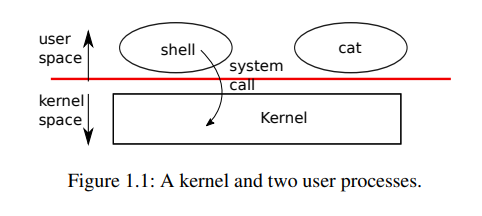 user
space
shell
cat
system
call
kernel
space
Kernel
Figure 1.1: A kernel and two user processes.